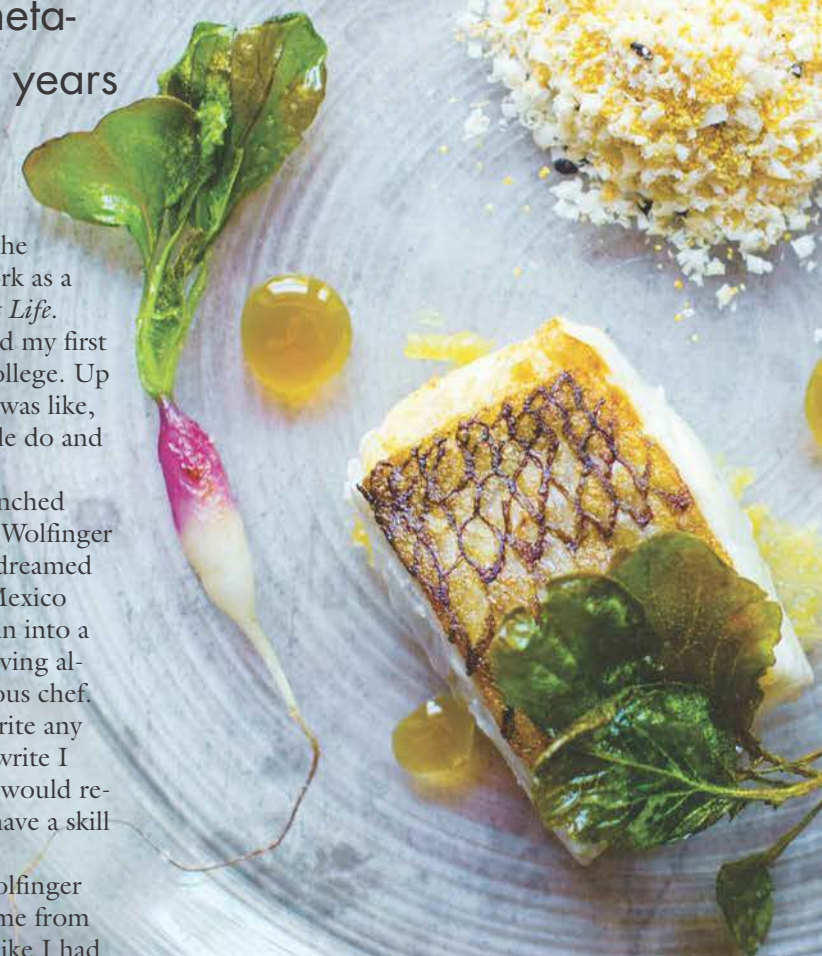 neta-
years
he
rk as a
Life.
d my first
ollege. Up
was like,
le do and
nched
Wolfinger
dreamed
Mexico
n into a
ving al-
ous chef.
rite any
write I
would re-
have a skill
olfinger
me from
ike I had